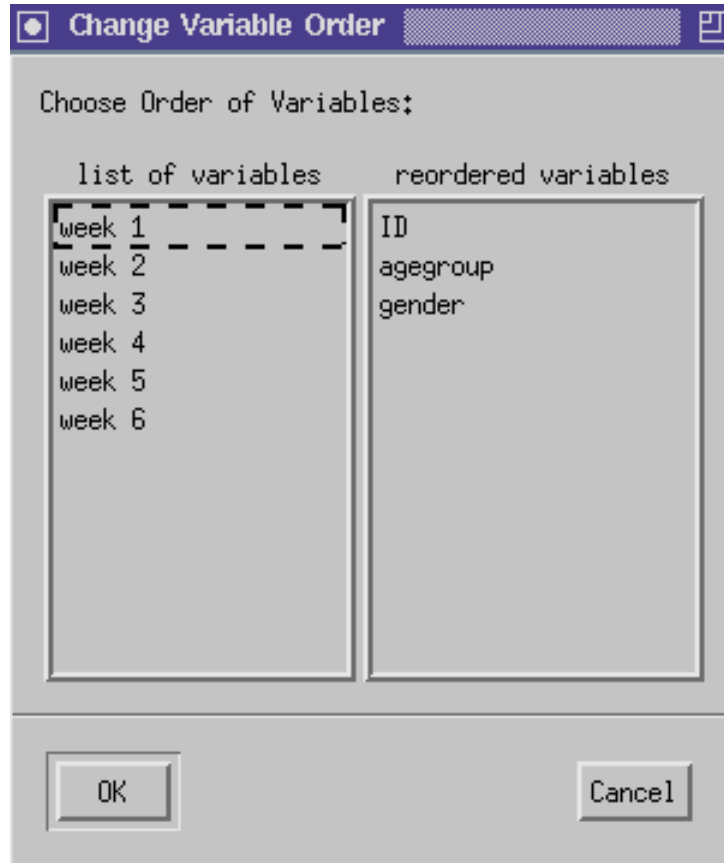 Change Variable Order
Choose Order of Variables:
list of variables
week 1
week 2
week 3
week 4
week 5
week 6
reordered variables
ID
agegroup
gender
OK
Cancel